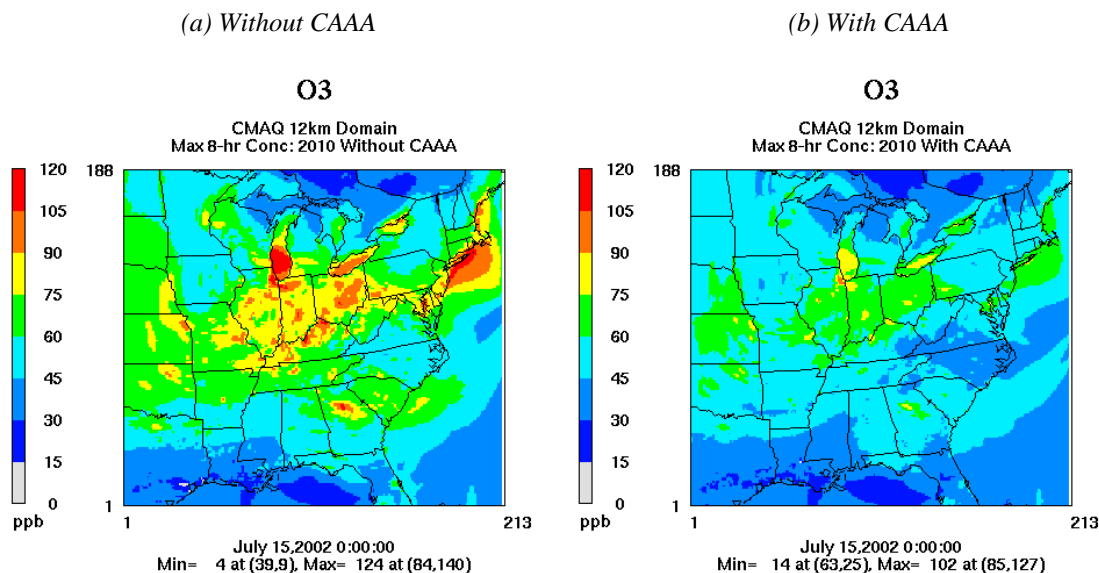 (a) Without CAAA
(b) With CAAA
O3
CMAQ 12km Domain
Max 8-hr Conc: 2010 Without CAAA
120
105
90
75
60
45
30
15
0
ppb
188
1
1
213
July 15,2002 0:00:00
Min= 4 at (39,9), Max= 124 at (84,140)
O3
CMAQ 12km Domain
Max 8-hr Conc: 2010 With CAAA
120
105
90
75
60
45
30
15
0
ppb
188
1
1
213
July 15,2002 0:00:00
Min= 14 at (63,25), Max= 102 at (85,127)